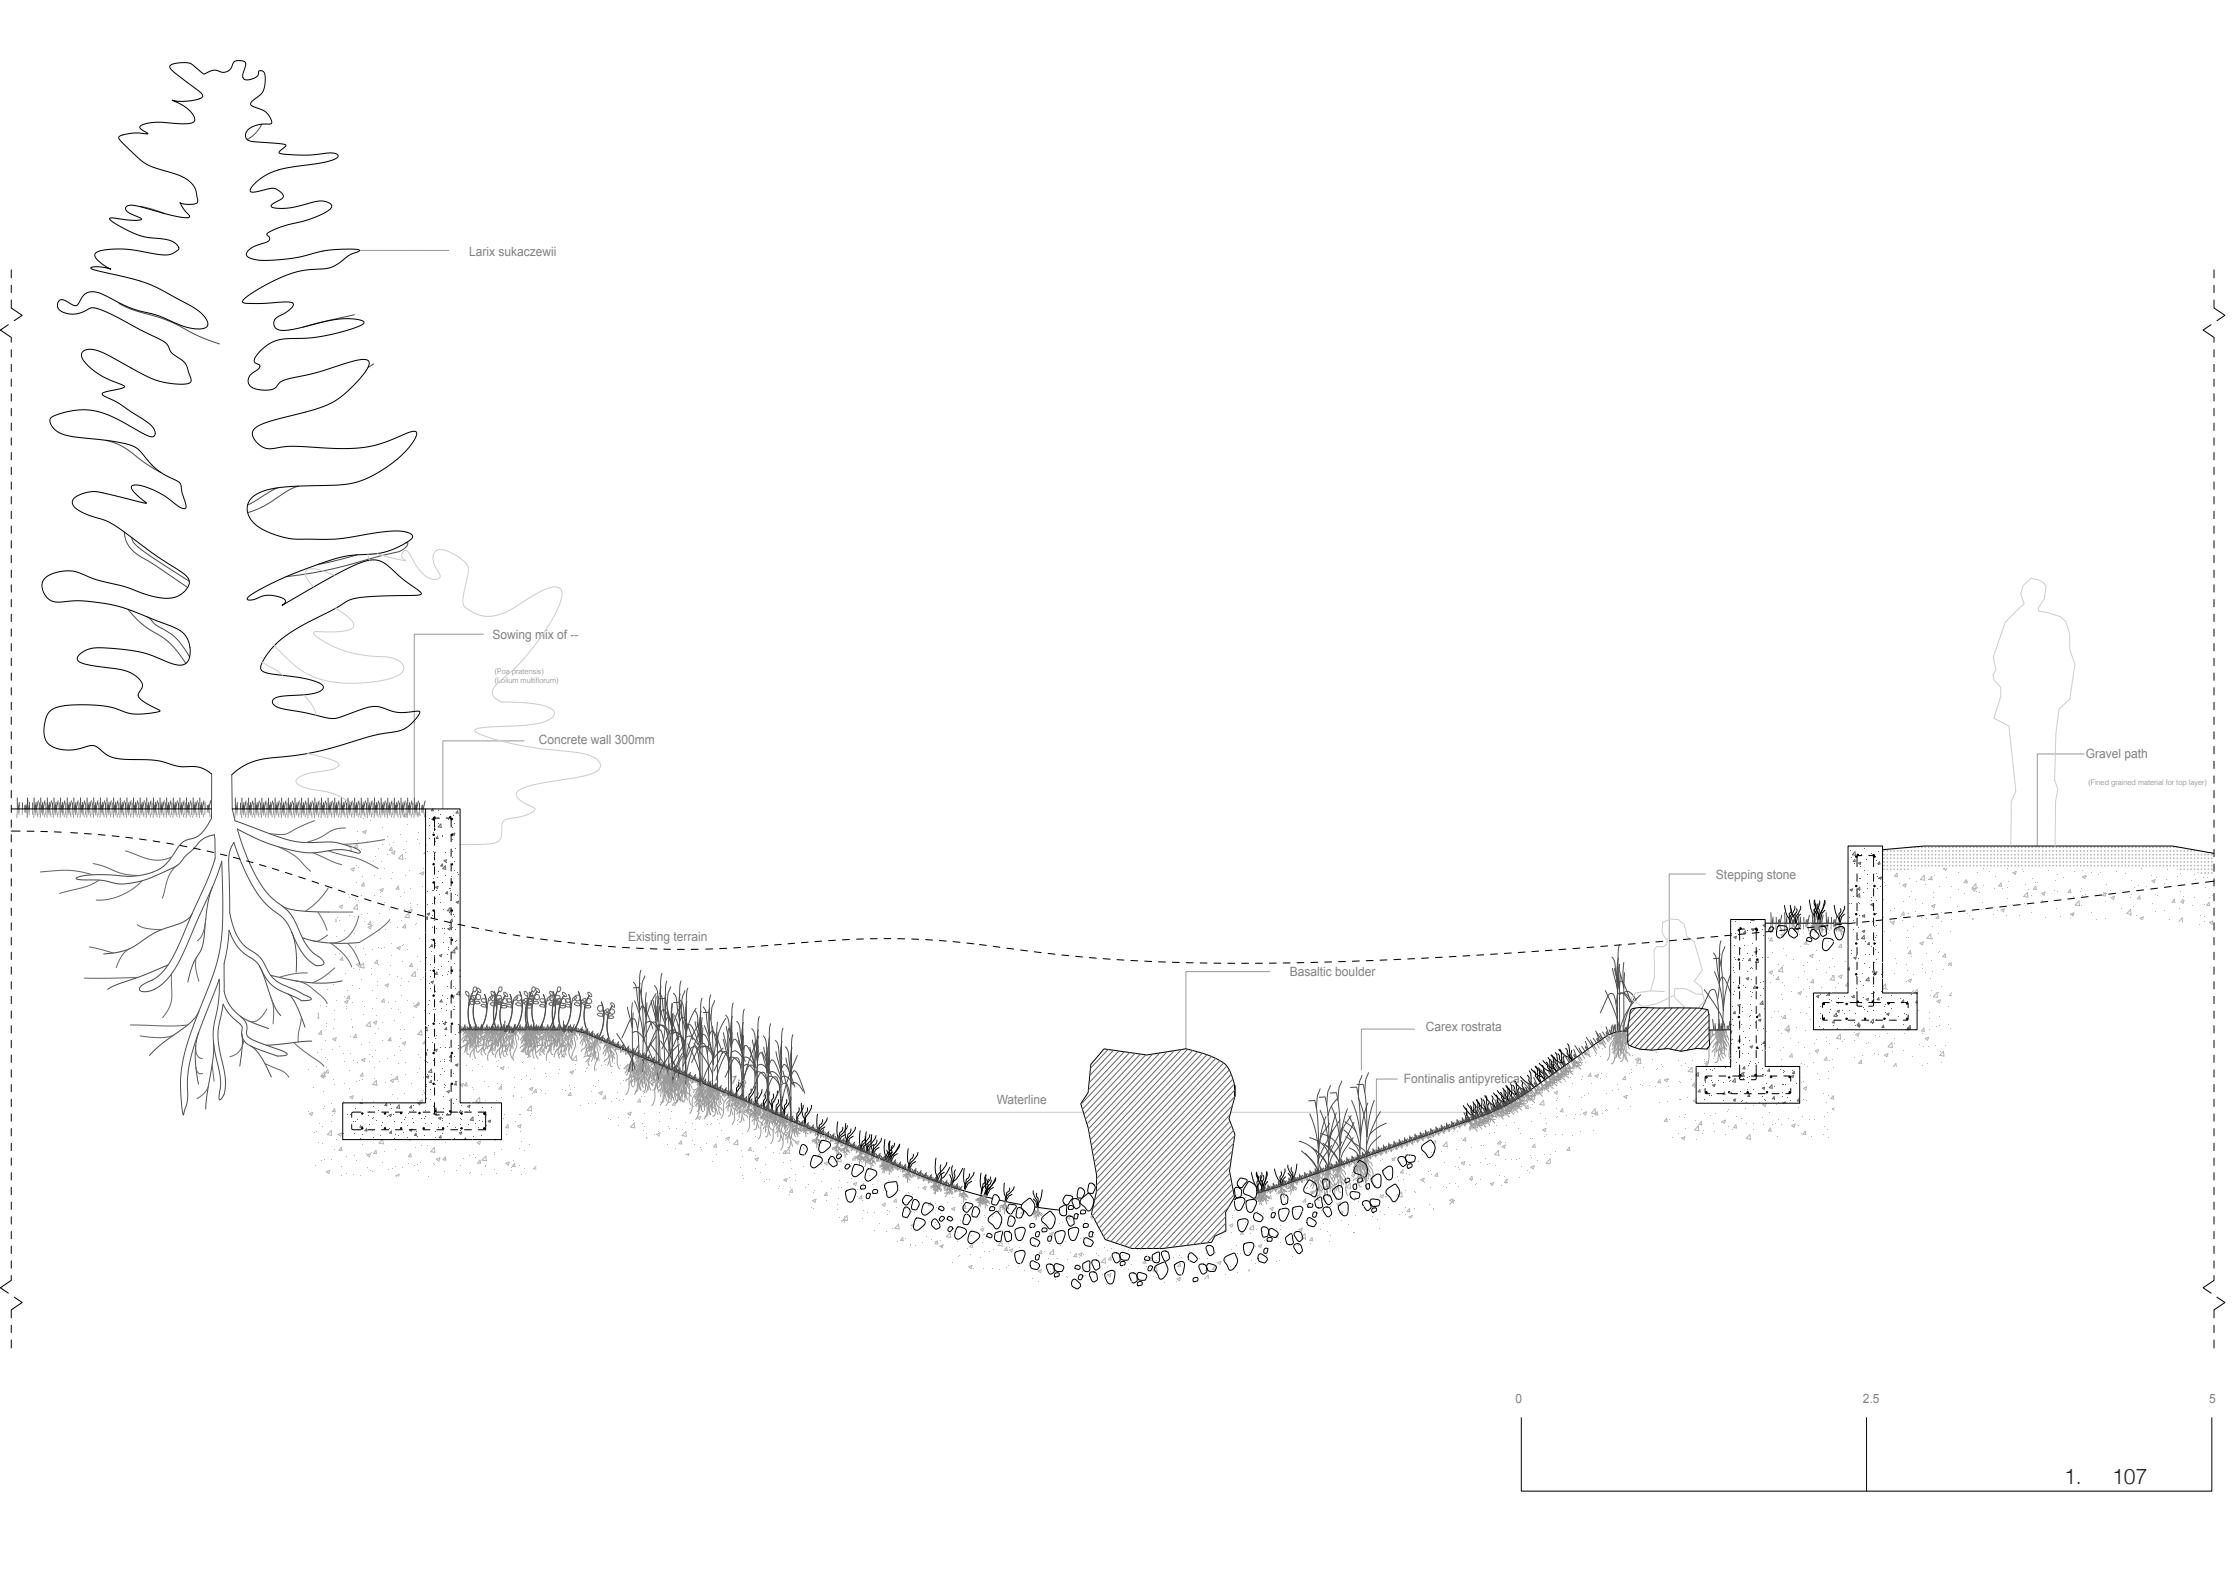 Larix sukaczewii
Sowing mix of --
(Poa pratensis)
(Lolium multiflorum)
Concrete wall 300mm
Gravel path
(Fined grained material for top layer)
Stepping stone
Existing terrain
Basaltic boulder
Carex rostrata
Fontinalis antipyretica
Waterline
0 2.5 5
1. 107